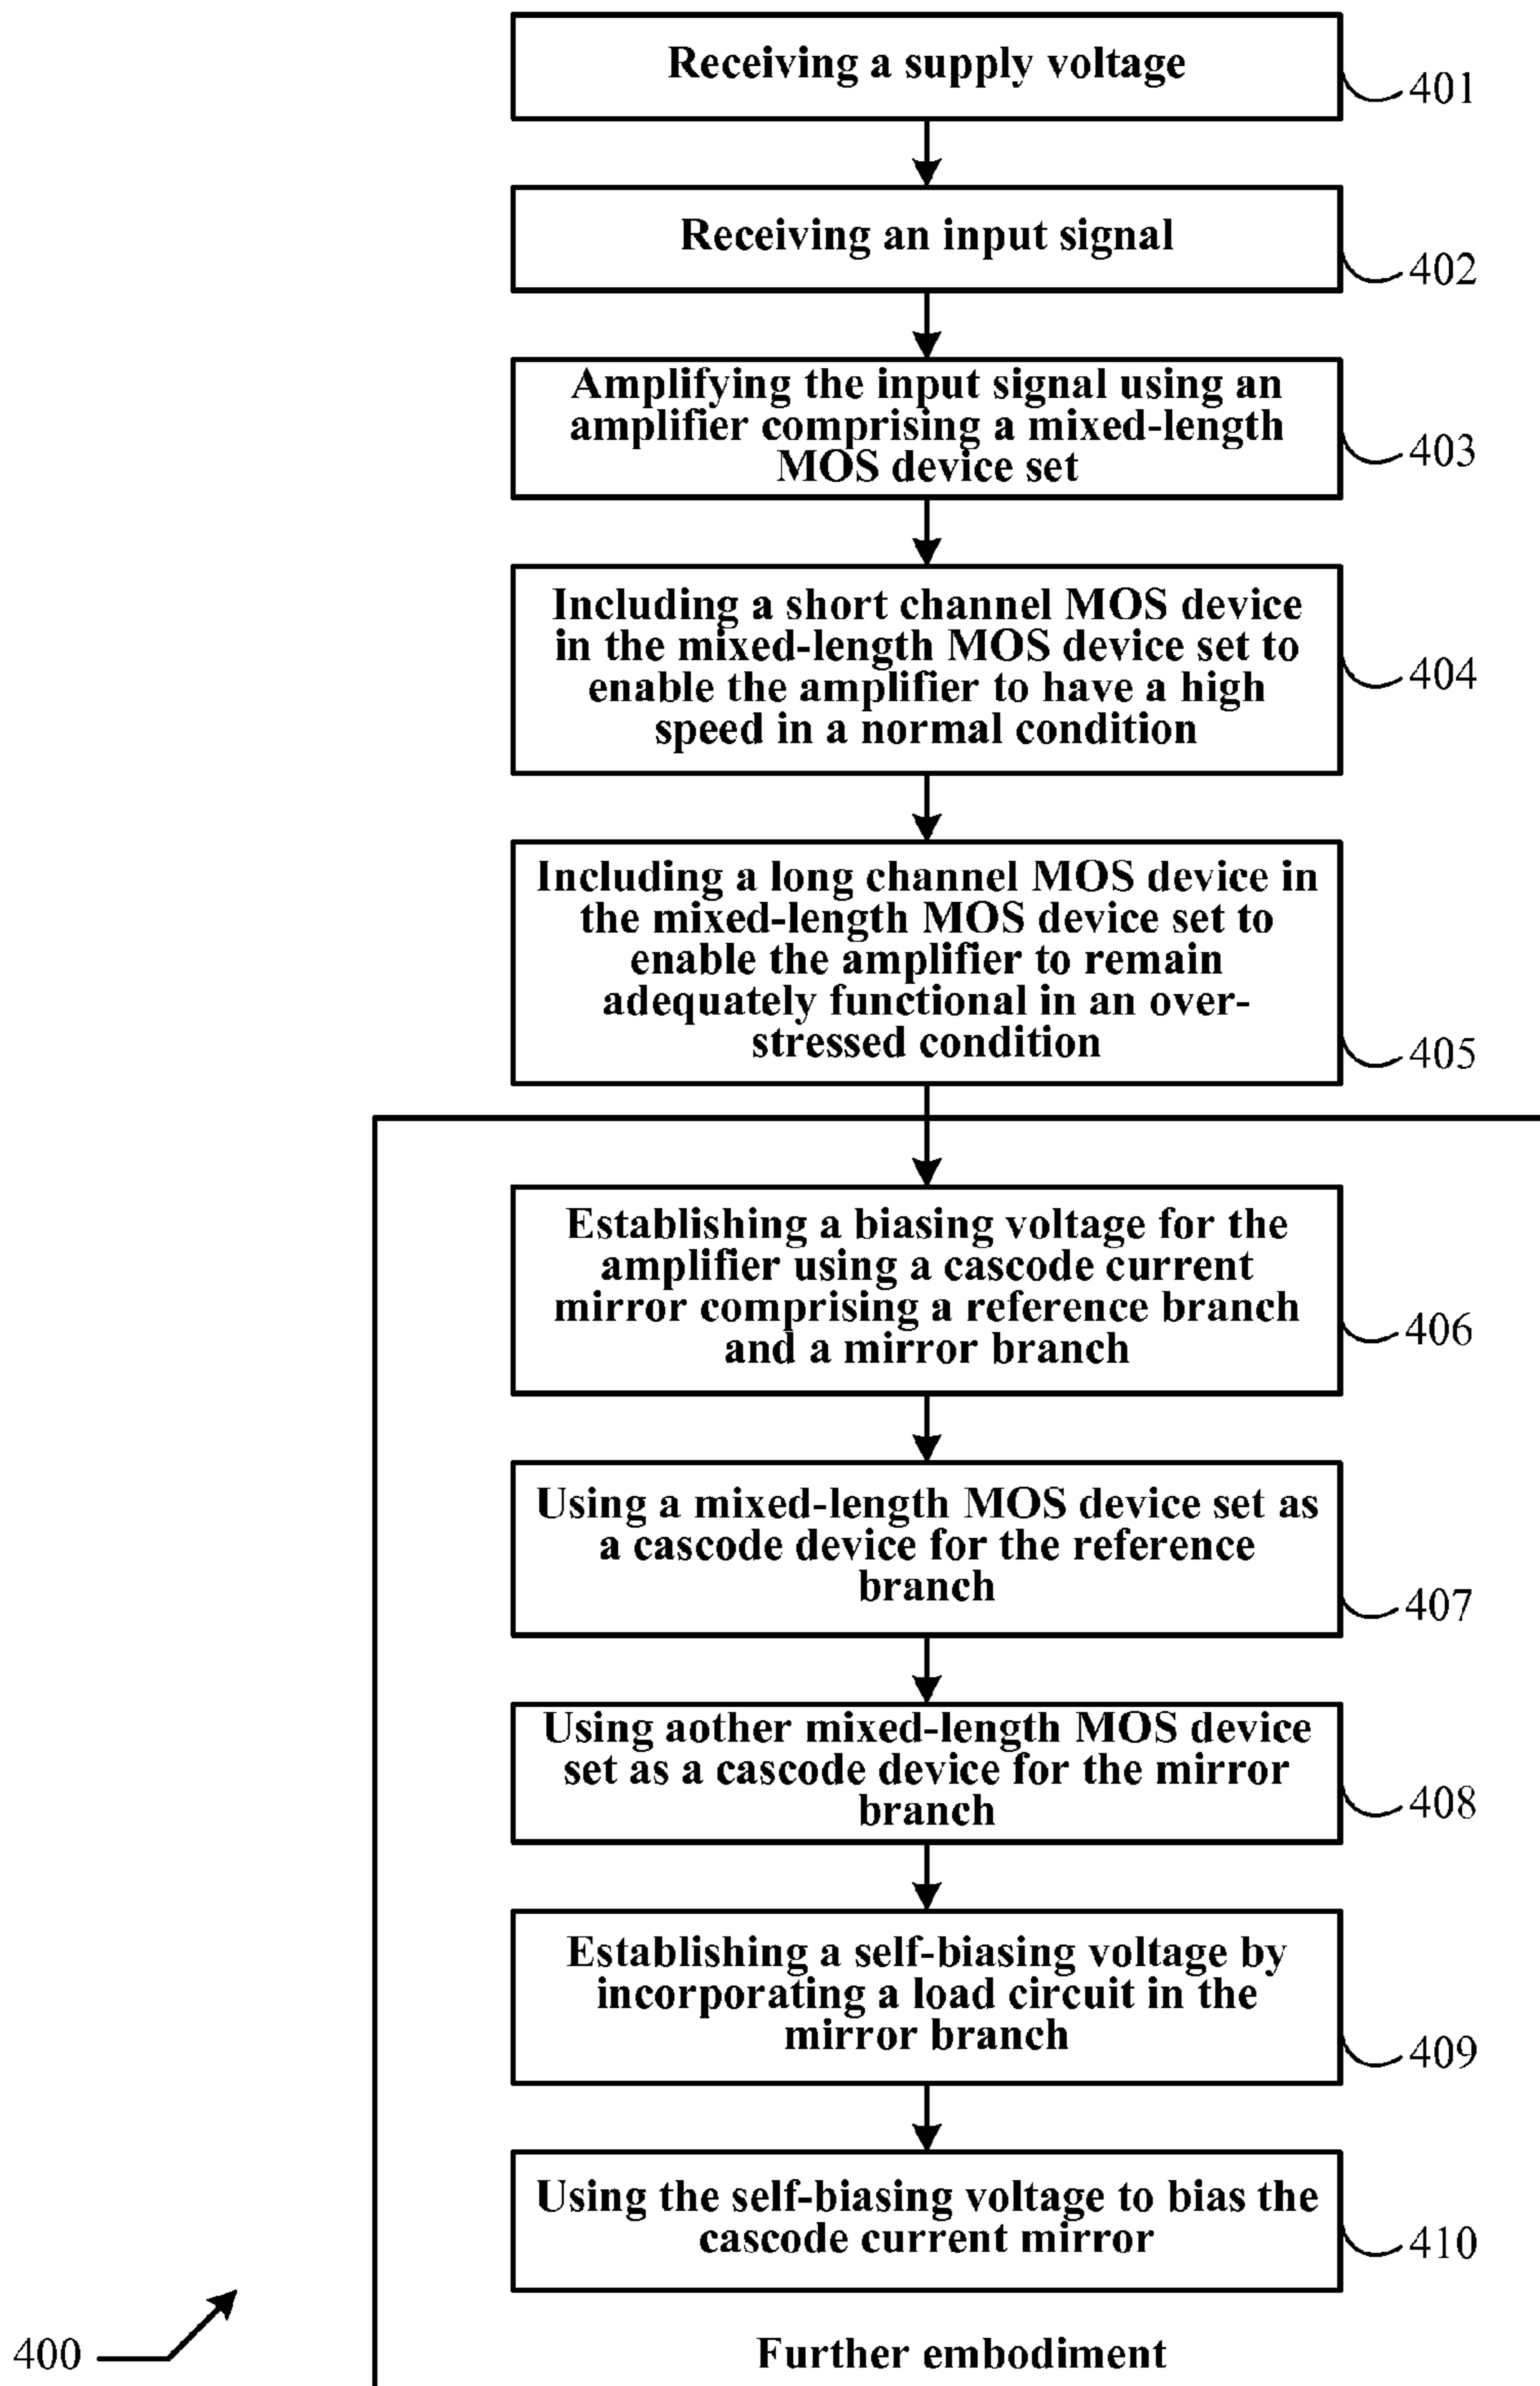 Receiving a supply voltage
401
Receiving an input signal
402
Amplifying the input signal using an
amplifier comprising a mixed-length
MOS device set
403
Including a short channel MOS device
in the mixed-length MOS device set to
enable the amplifier to have a high
speed in a normal condition
404
Including a long channel MOS device in
the mixed-length MOS device set to
enable the amplifier to remain
adequately functional in an over-
stressed condition
405
Establishing a biasing voltage for the
amplifier using a cascode current
mirror comprising a reference branch
and a mirror branch
406
Using a mixed-length MOS device set as
a cascode device for the reference
branch
407
Using aother mixed-length MOS device
set as a cascode device for the mirror
branch
408
Establishing a self-biasing voltage by
incorporating a load circuit in the
mirror branch
409
Using the self-biasing voltage to bias the
cascode current mirror
410
400
Further embodiment